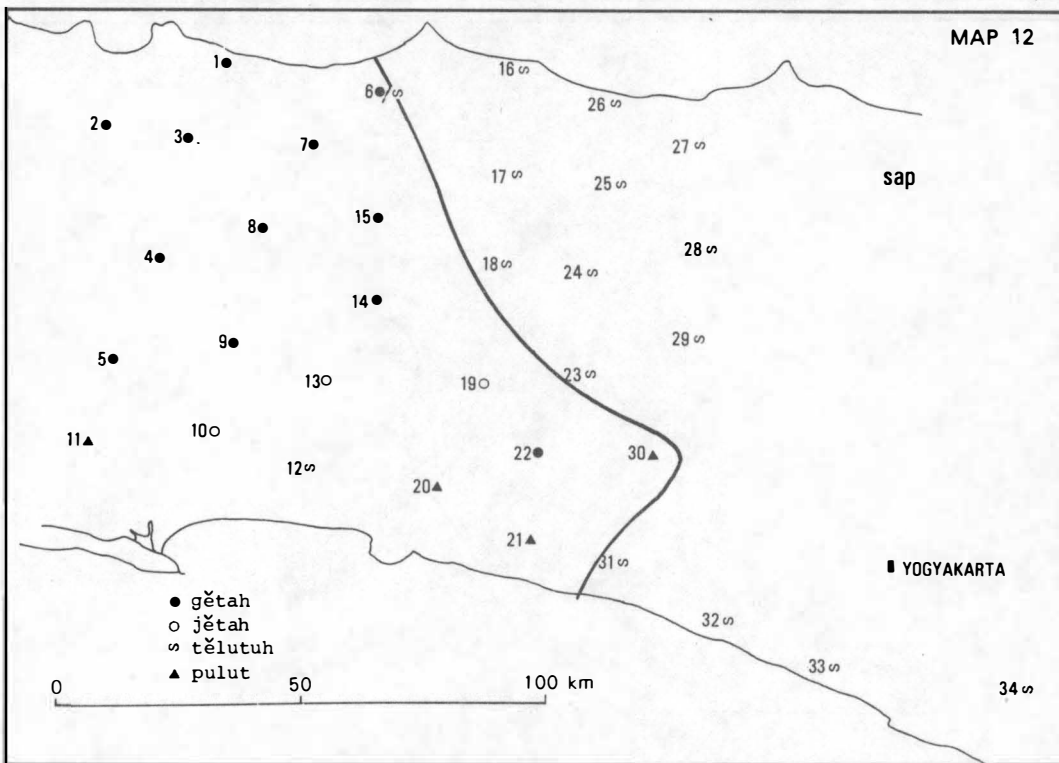 MAP 12
1
16 s
6 s
26 s
2
3
7
27 s
17 s
25 s
sap
15
8
28 s
4
18 s
24 s
14
9
29 s
5
23 s
13
19
10
11
22
30
12 s
20
21
31 s
YOGYAKARTA
gĕtah
jĕtah
s tĕlutuh
pulut
32 s
33 s
34 s
0 50 100 km